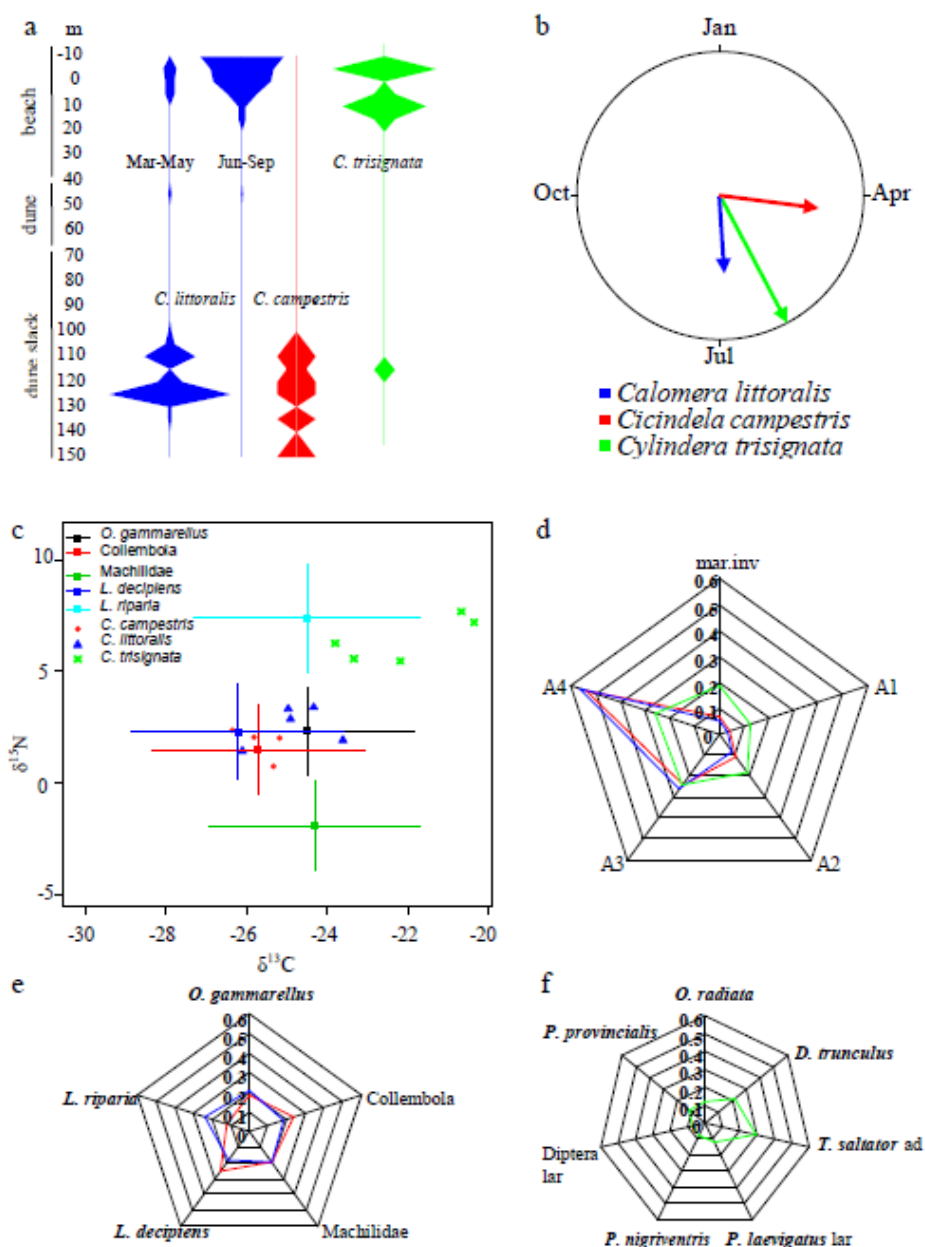 a
m
-10
0
10
20
30
40
50
60
70
80
90
100
110
120
130
140
150
beach
dune
dune slack
Mar-May
Jun-Sep
C. trisignata
C. littoralis
C. campestris
b
Jan
Apr
Jul
Oct
Calomera littoralis
Cicindela campestris
Cylindera trisignata
c
O. gammarellus
Collembola
Machilidae
L. decipiens
L. riparia
C. campestris
C. littoralis
C. trisignata
10
5
0
-5
δ15N
-30
-28
-26
-24
-22
-20
δ13C
d
mar.inv
0.6
0.5
0.4
0.3
0.2
0.1
0
A1
A2
A3
A4
e
O. gammarellus
0.6
0.5
0.4
0.3
0.2
0.1
0
Collembola
Machilidae
L. decipiens
L. riparia
f
O. radiata
0.6
0.5
0.4
0.3
0.2
0.1
0
D. trunculus
T. saltator ad
P. laevigatus lar
P. nigriventris
Diptera
lar
P. provincialis